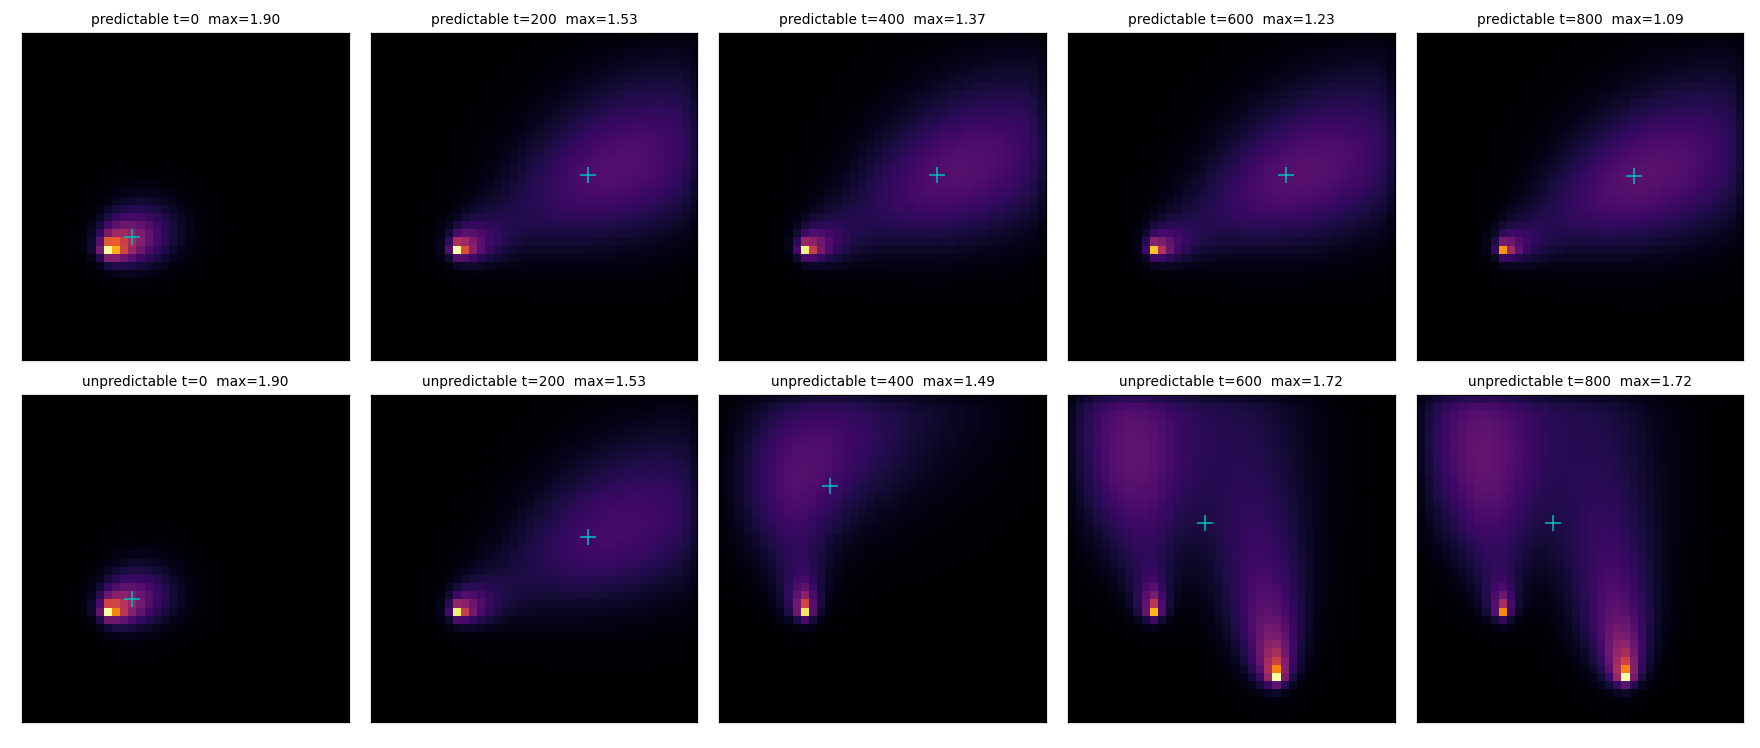 predictable t=0  max=1.90
predictable t=200  max=1.53
predictable t=400  max=1.37
predictable t=600  max=1.23
predictable t=800  max=1.09
unpredictable t=0  max=1.90
unpredictable t=200  max=1.53
unpredictable t=400  max=1.49
unpredictable t=600  max=1.72
unpredictable t=800  max=1.72